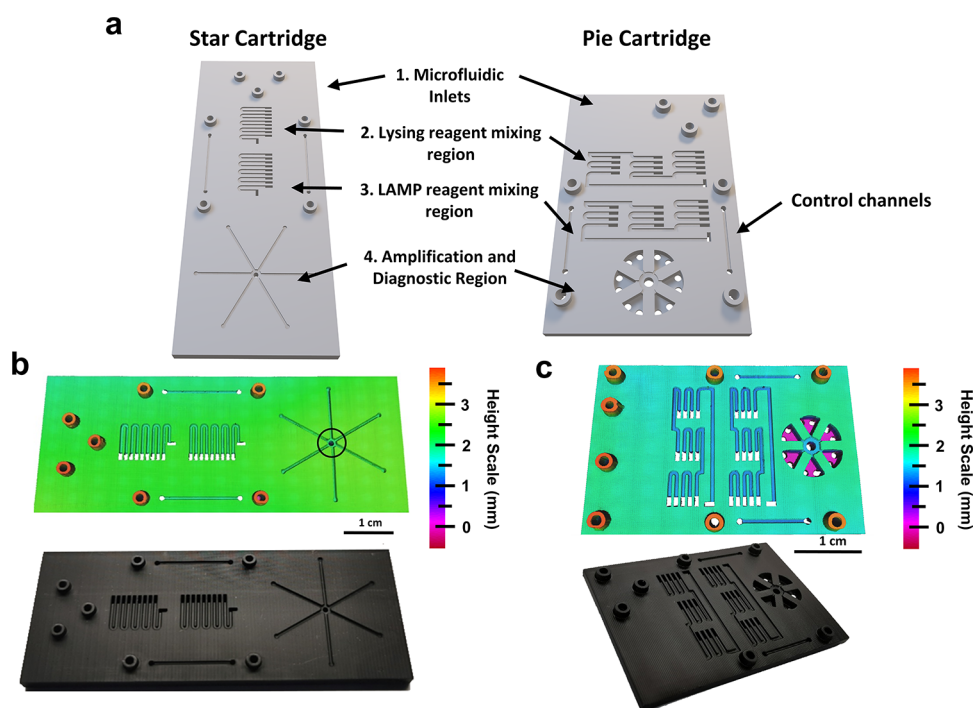 a
Star Cartridge
Pie Cartridge
1. Microfluidic
Inlets
2. Lysing reagent mixing
region
3. LAMP reagent mixing
region
Control channels
4. Amplification and
Diagnostic Region
b
3
2
1
0
Height Scale (mm)
1 cm
c
3
2
1
0
Height Scale (mm)
1 cm